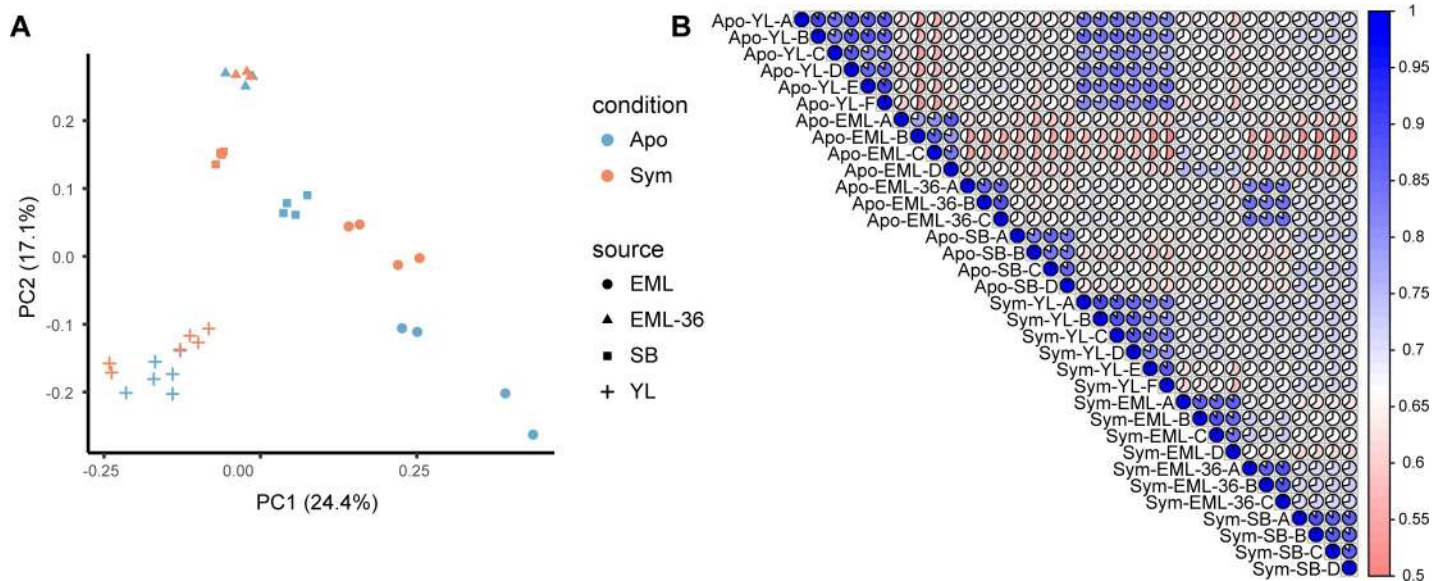 A
PC2 (17.1%)
0.2
0.1
0.0
-0.1
-0.2
-0.25
0.00
0.25
PC1 (24.4%)
condition
Apo
Sym
source
EML
EML-36
SB
YL
B
Apo-YL-A
Apo-YL-B
Apo-YL-C
Apo-YL-D
Apo-YL-E
Apo-YL-F
Apo-EML-A
Apo-EML-B
Apo-EML-C
Apo-EML-D
Apo-EML-36-A
Apo-EML-36-B
Apo-EML-36-C
Apo-SB-A
Apo-SB-B
Apo-SB-C
Apo-SB-D
Sym-YL-A
Sym-YL-B
Sym-YL-C
Sym-YL-D
Sym-YL-E
Sym-YL-F
Sym-EML-A
Sym-EML-B
Sym-EML-C
Sym-EML-D
Sym-EML-36-A
Sym-EML-36-B
Sym-EML-36-C
Sym-SB-A
Sym-SB-B
Sym-SB-C
Sym-SB-D
1
0.95
0.9
0.85
0.8
0.75
0.7
0.65
0.6
0.55
0.5